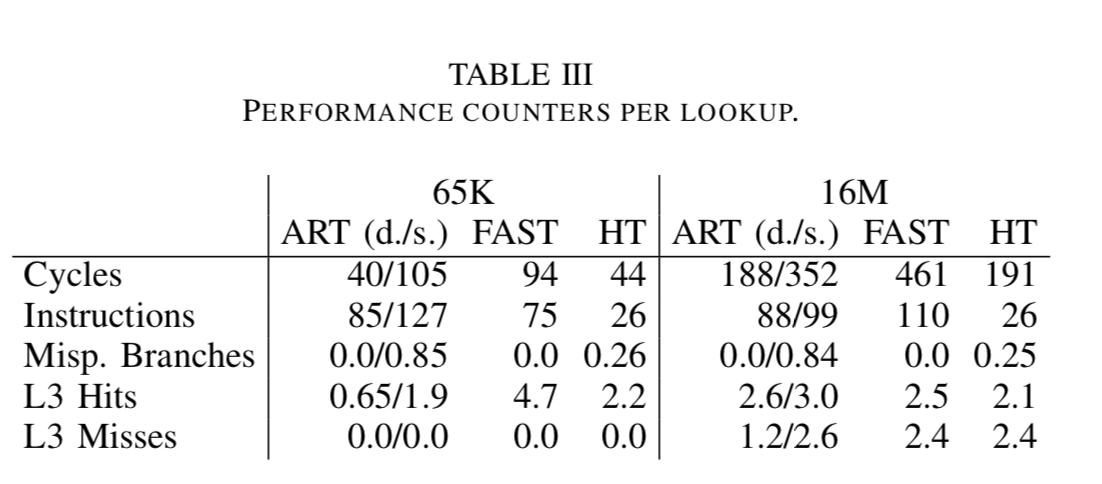 TABLE III
PERFORMANCE COUNTERS PER LOOKUP.
65K 16M
ART (d./s.) FAST HT ART (d./s.) FAST HT
Cycles 40/105 94 44 188/352 461 191
Instructions 85/127 75 26 88/99 110 26
Misp. Branches 0.0/0.85 0.0 0.26 0.0/0.84 0.0 0.25
L3 Hits 0.65/1.9 4.7 2.2 2.6/3.0 2.5 2.1
L3 Misses 0.0/0.0 0.0 0.0 1.2/2.6 2.4 2.4